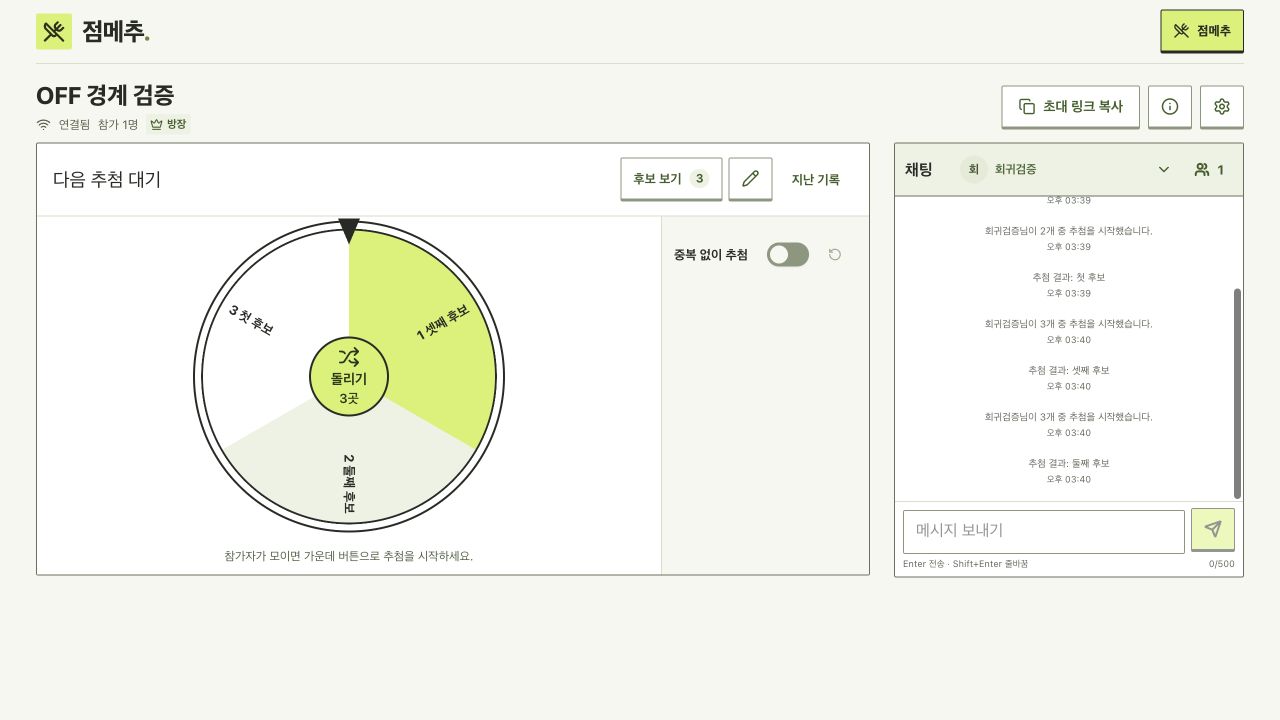 점메추.
점메추
OFF 경계 검증
연결됨 참가 1명 방장
초대 링크 복사
다음 추첨 대기
후보 보기 3
지난 기록
3 첫 후보
1 셋째 후보
2 둘째 후보
돌리기
3곳
참가자가 모이면 가운데 버튼으로 추첨을 시작하세요.
중복 없이 추첨
채팅 회 회귀검증 1
오후 03:39
회귀검증님이 2개 중 추첨을 시작했습니다.
오후 03:39
추첨 결과: 첫 후보
오후 03:39
회귀검증님이 3개 중 추첨을 시작했습니다.
오후 03:40
추첨 결과: 셋째 후보
오후 03:40
회귀검증님이 3개 중 추첨을 시작했습니다.
오후 03:40
추첨 결과: 둘째 후보
오후 03:40
메시지 보내기
Enter 전송 · Shift+Enter 줄바꿈 0/500